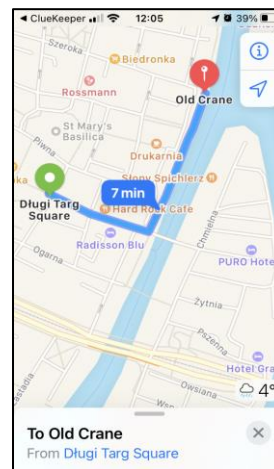 ◀ ClueKeeper
12:05
39%
Szeroka
Biedronka
Rossmann
Old Crane
St Mary's
Basilica
Piwna
Drukarnia
Słony Spichlerz
7 min
Hard Rock Cafe
Długi Targ
Square
Radisson Blu
Chmielna
Ogarna
PURO Hote
Żytnia
Pszenna
Hotel Gra
Owsiana
4°
To Old Crane
From Długi Targ Square